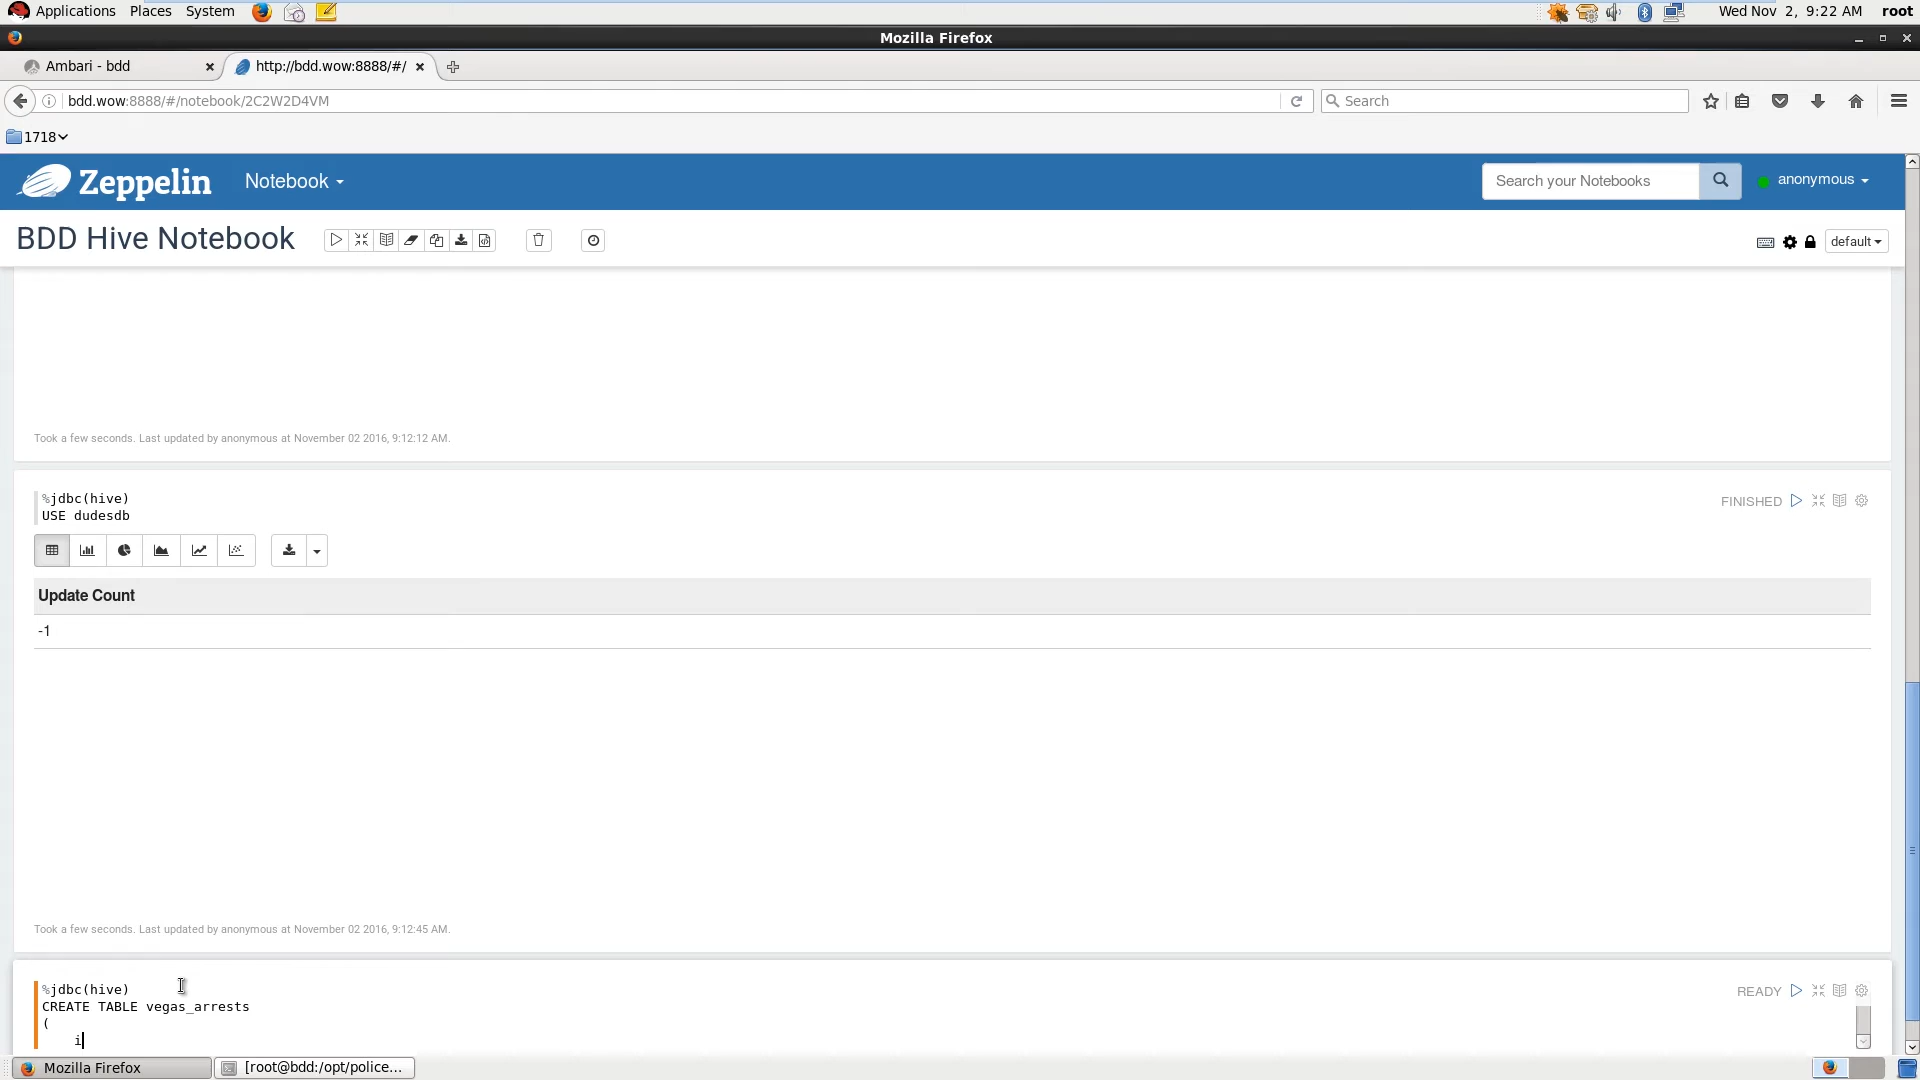 Applications Places System
Wed Nov 2, 9:22 AM root
Mozilla Firefox
Ambari - bdd
http://bdd.wow:8888/#/
bdd.wow:8888/#/notebook/2C2W2D4VM
Search
1718
Zeppelin
Notebook
Search your Notebooks
anonymous
BDD Hive Notebook
default
Took a few seconds. Last updated by anonymous at November 02 2016, 9:12:12 AM.
%jdbc(hive)
FINISHED
USE dudesdb
Update Count
-1
Took a few seconds. Last updated by anonymous at November 02 2016, 9:12:45 AM.
%jdbc(hive)
READY
CREATE TABLE vegas_arrests
(
i
Mozilla Firefox
[root@bdd:/opt/police...